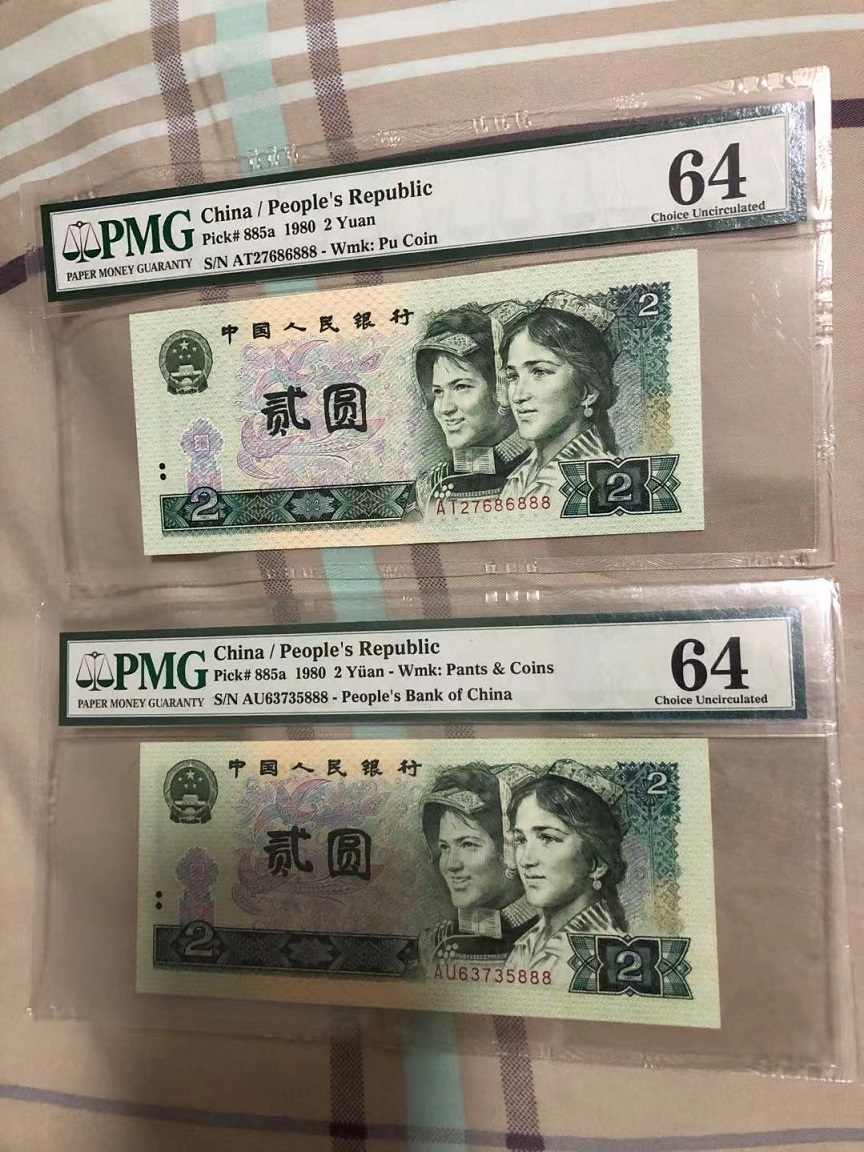 PMG
PAPER MONEY GUARANTY
China / People's Republic
Pick# 885a 1980 2 Yuan
S/N AT27686888 - Wmk: Pu Coin
64
Choice Uncirculated
中国人民银行
2
贰圆
2
AT27686888
2
PMG
PAPER MONEY GUARANTY
China / People's Republic
Pick# 885a 1980 2 Yüan - Wmk: Pants & Coins
S/N AU63735888 - People's Bank of China
64
Choice Uncirculated
中国人民银行
2
贰圆
2
AU63735888
2